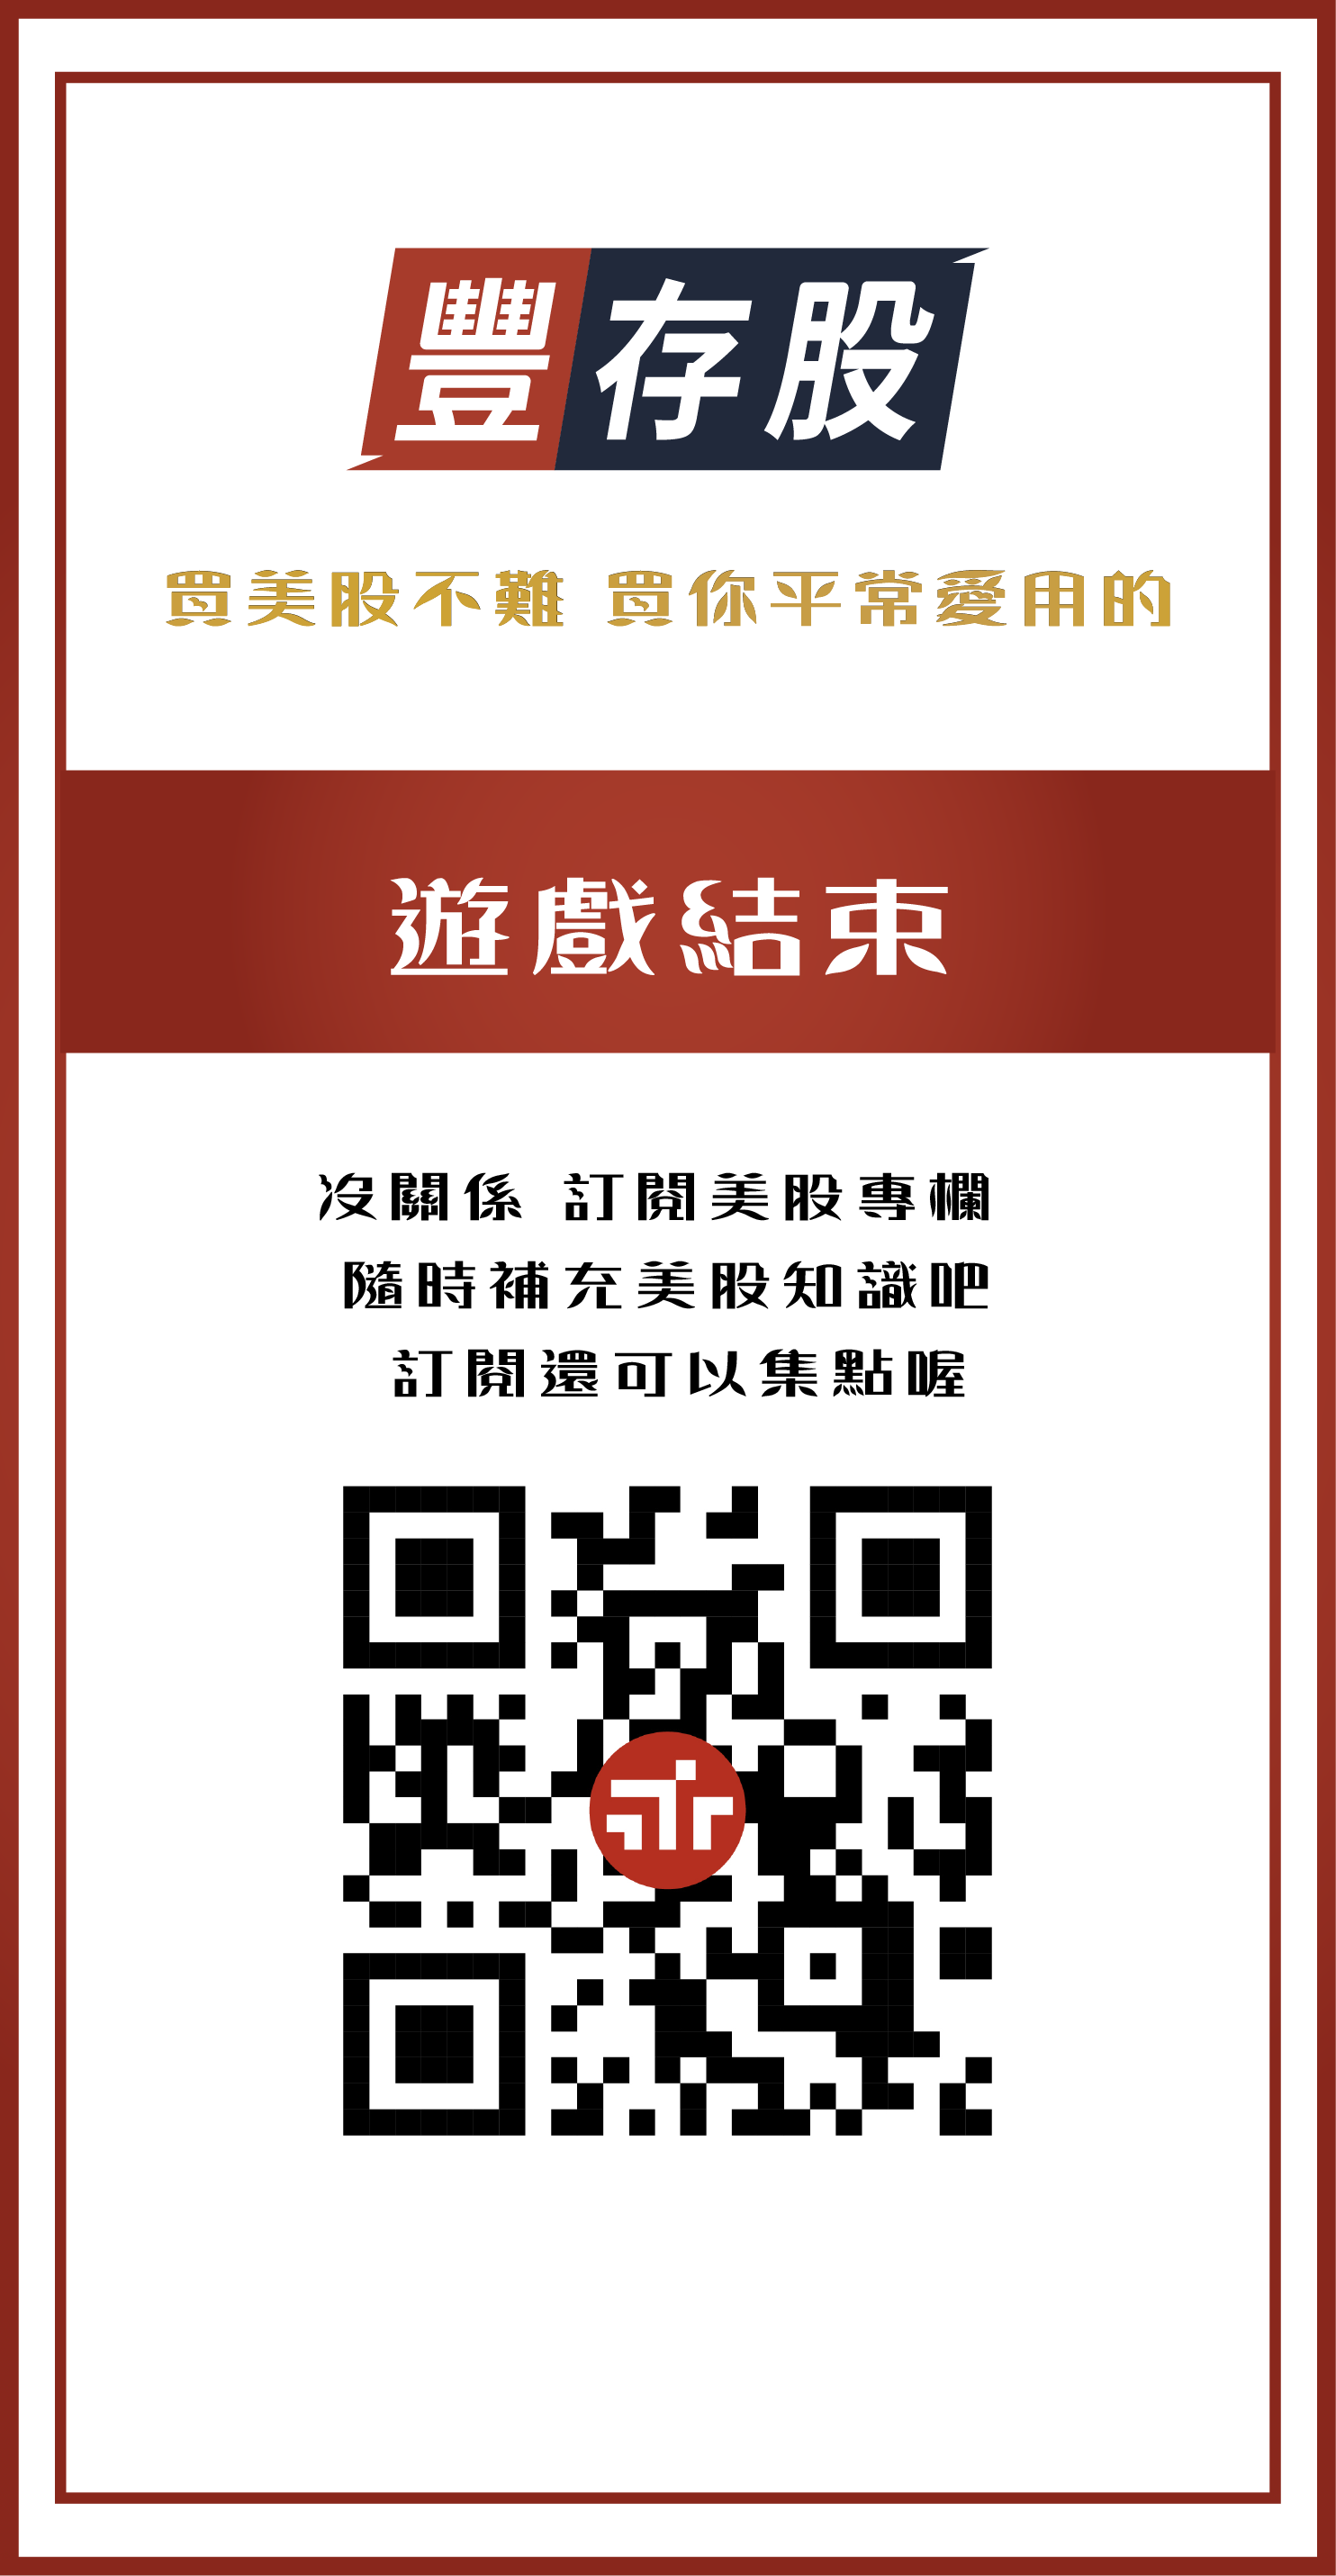 豐存股
買美股不難 買你平常愛用的
遊戲結束
沒關係 訂閱美股專欄
隨時補充美股知識吧
訂閱還可以集點喔